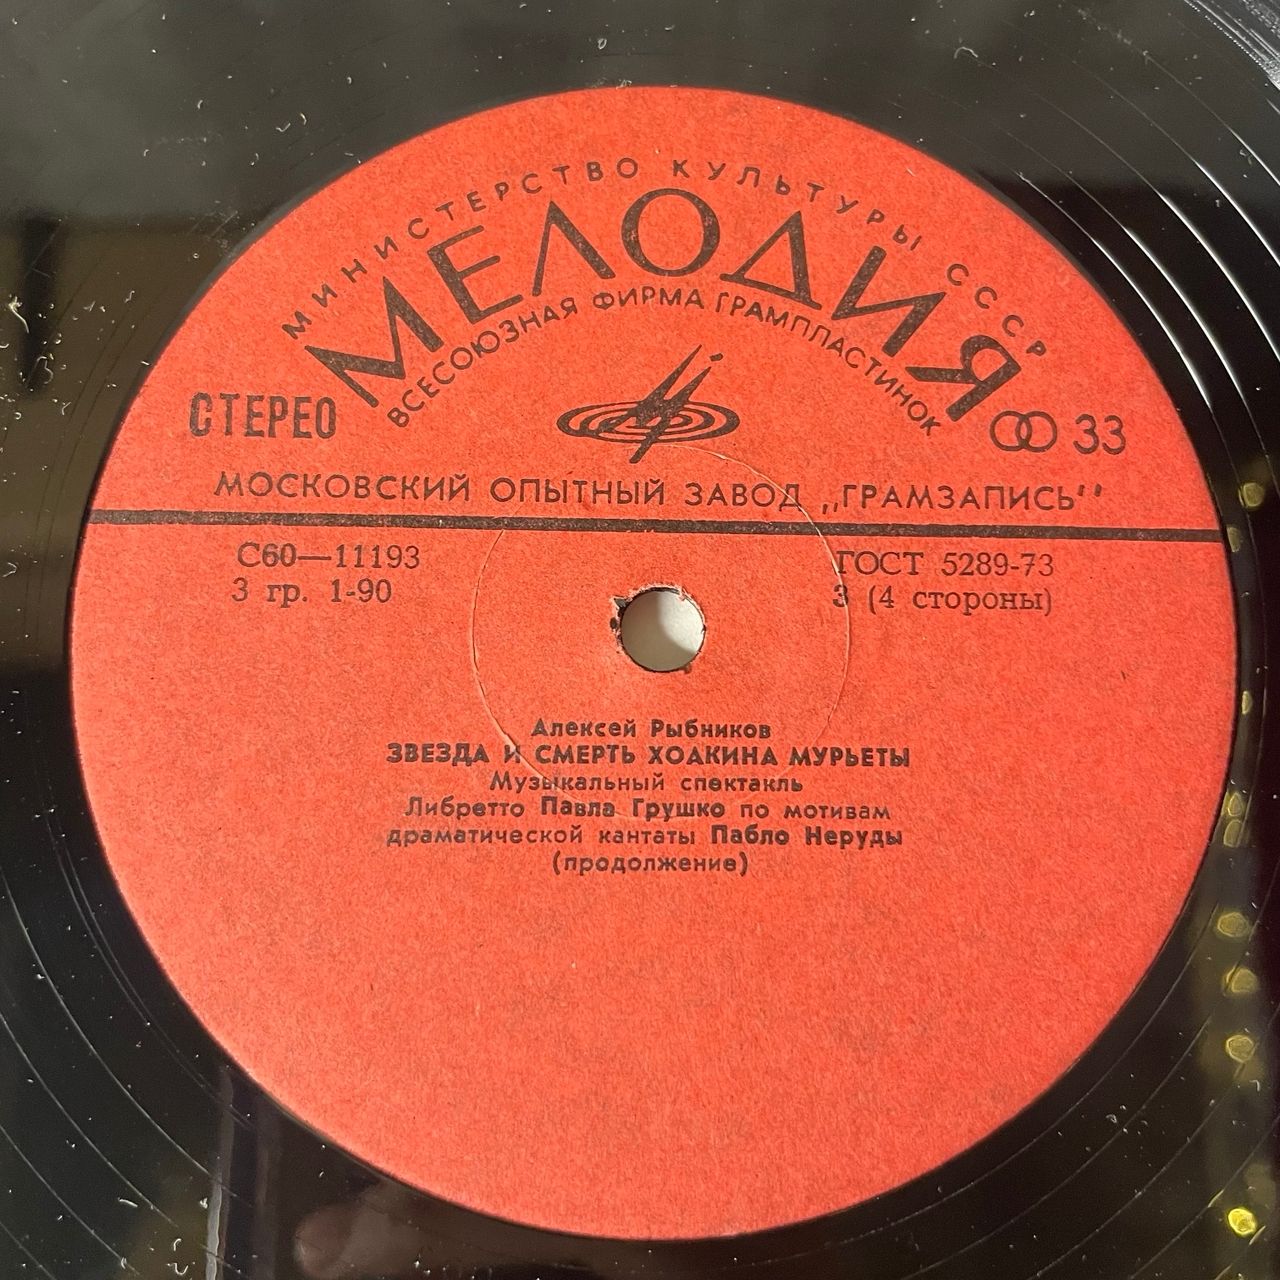 МИНИСТЕРСТВО КУЛЬТУРЫ СССР
МЕЛОДИЯ
ВСЕСОЮЗНАЯ ФИРМА ГРАМПЛАСТИНОК
СТЕРЕО
33
МОСКОВСКИЙ ОПЫТНЫЙ ЗАВОД „ГРАМЗАПИСЬ"
С60—11193
ГОСТ 5289-73
3 гр. 1-90
3 (4 стороны)
Алексей Рыбников
ЗВЕЗДА И СМЕРТЬ ХОАКИНА МУРЬЕТЫ
Музыкальный спектакль
Либретто Павла Грушко по мотивам
драматической кантаты Пабло Неруды
(продолжение)